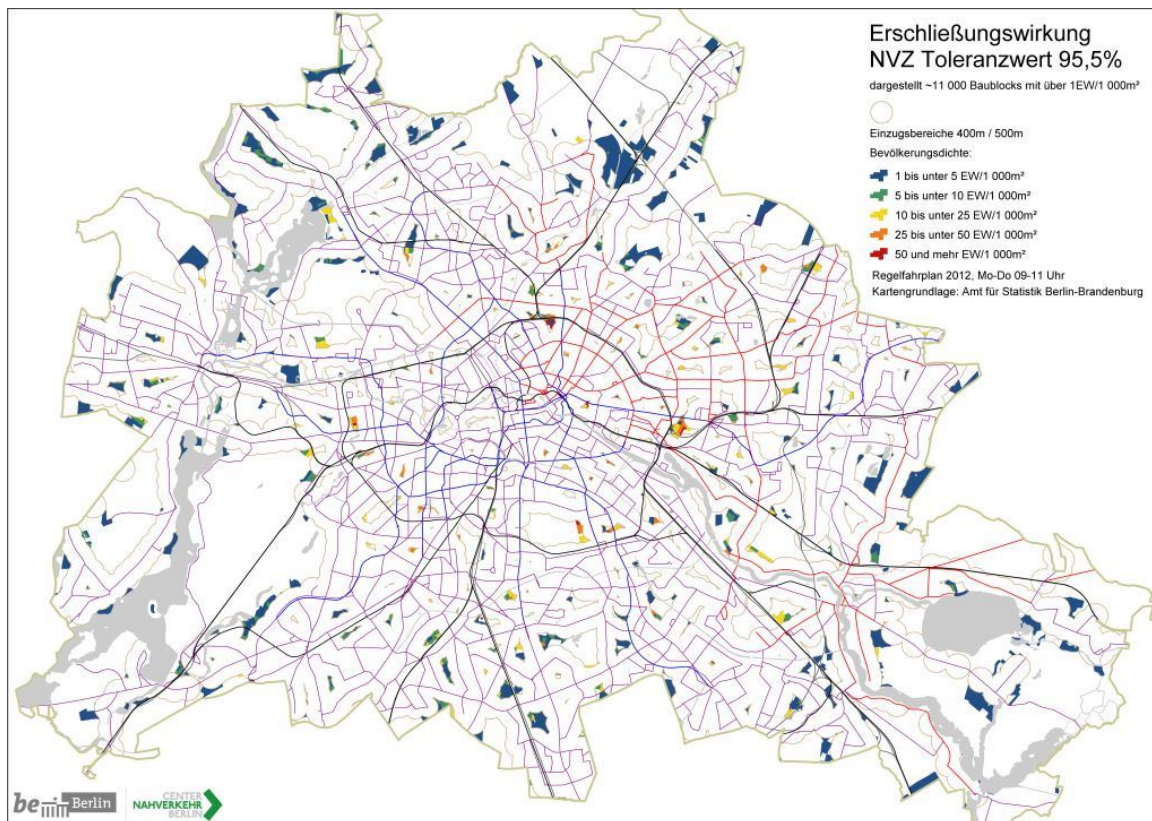 Erschließungswirkung
NVZ Toleranzwert 95,5%
dargestellt ~11 000 Baublocks mit über 1EW/1 000m²
Einzugsbereiche 400m / 500m
Bevölkerungsdichte:
1 bis unter 5 EW/1 000m²
5 bis unter 10 EW/1 000m²
10 bis unter 25 EW/1 000m²
25 bis unter 50 EW/1 000m²
50 und mehr EW/1 000m²
Regelfahrplan 2012, Mo-Do 09-11 Uhr
Kartengrundlage: Amt für Statistik Berlin-Brandenburg
be Berlin
CENTER
NAHVERKEHR
BERLIN